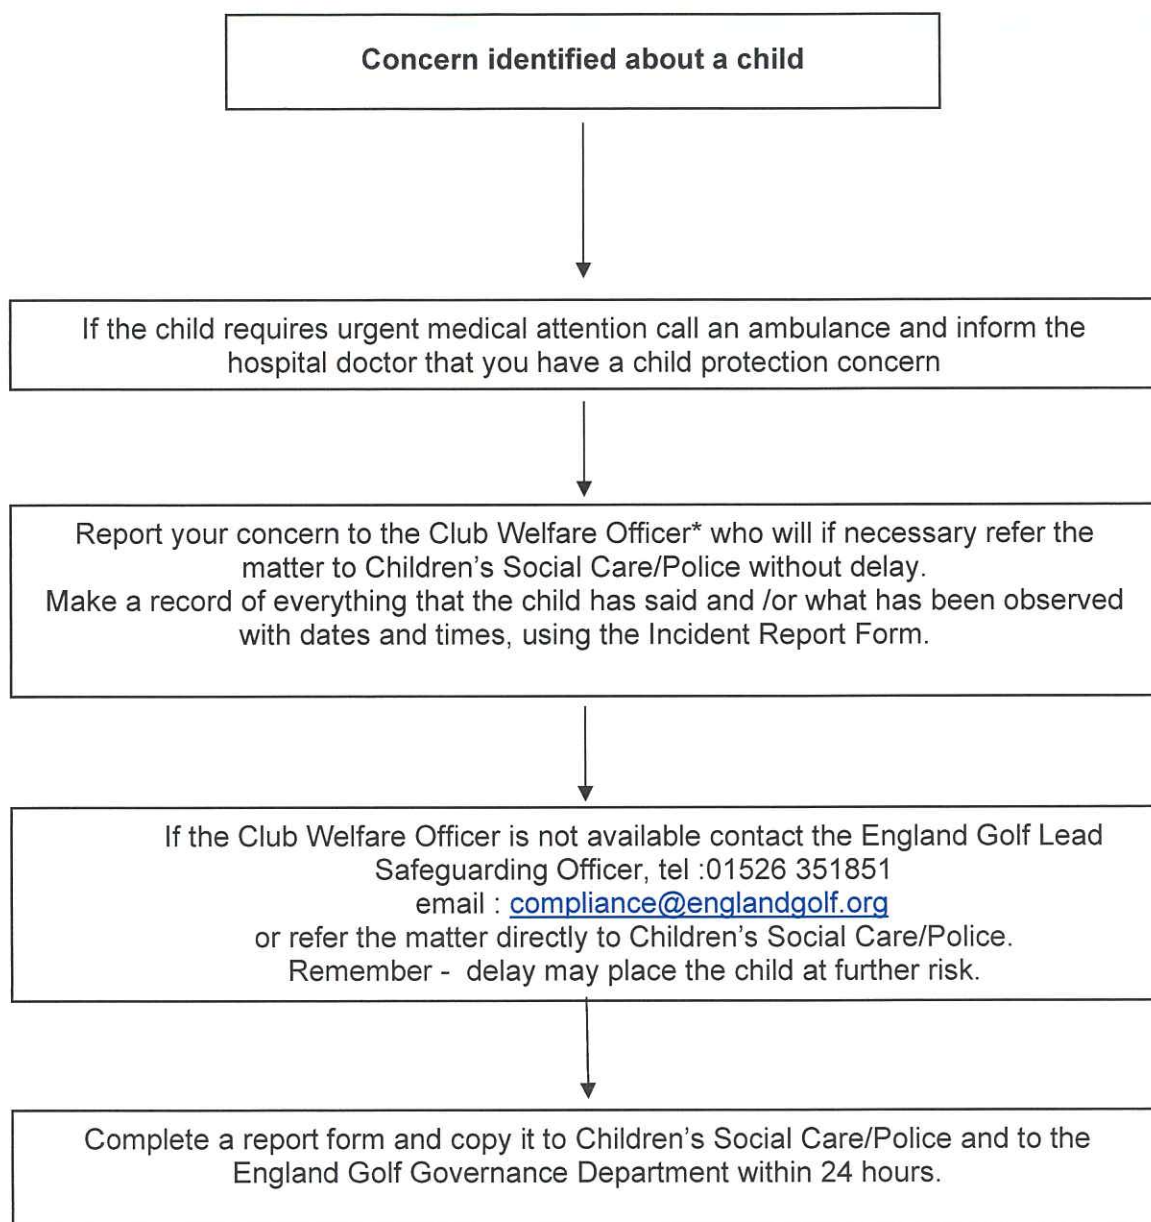 Concern identified about a child
If the child requires urgent medical attention call an ambulance and inform the
hospital doctor that you have a child protection concern
Report your concern to the Club Welfare Officer* who will if necessary refer the
matter to Children's Social Care/Police without delay.
Make a record of everything that the child has said and /or what has been observed
with dates and times, using the Incident Report Form.
If the Club Welfare Officer is not available contact the England Golf Lead
Safeguarding Officer, tel :01526 351851
email : compliance@englandgolf.org
or refer the matter directly to Children's Social Care/Police.
Remember -  delay may place the child at further risk.
Complete a report form and copy it to Children's Social Care/Police and to the
England Golf Governance Department within 24 hours.